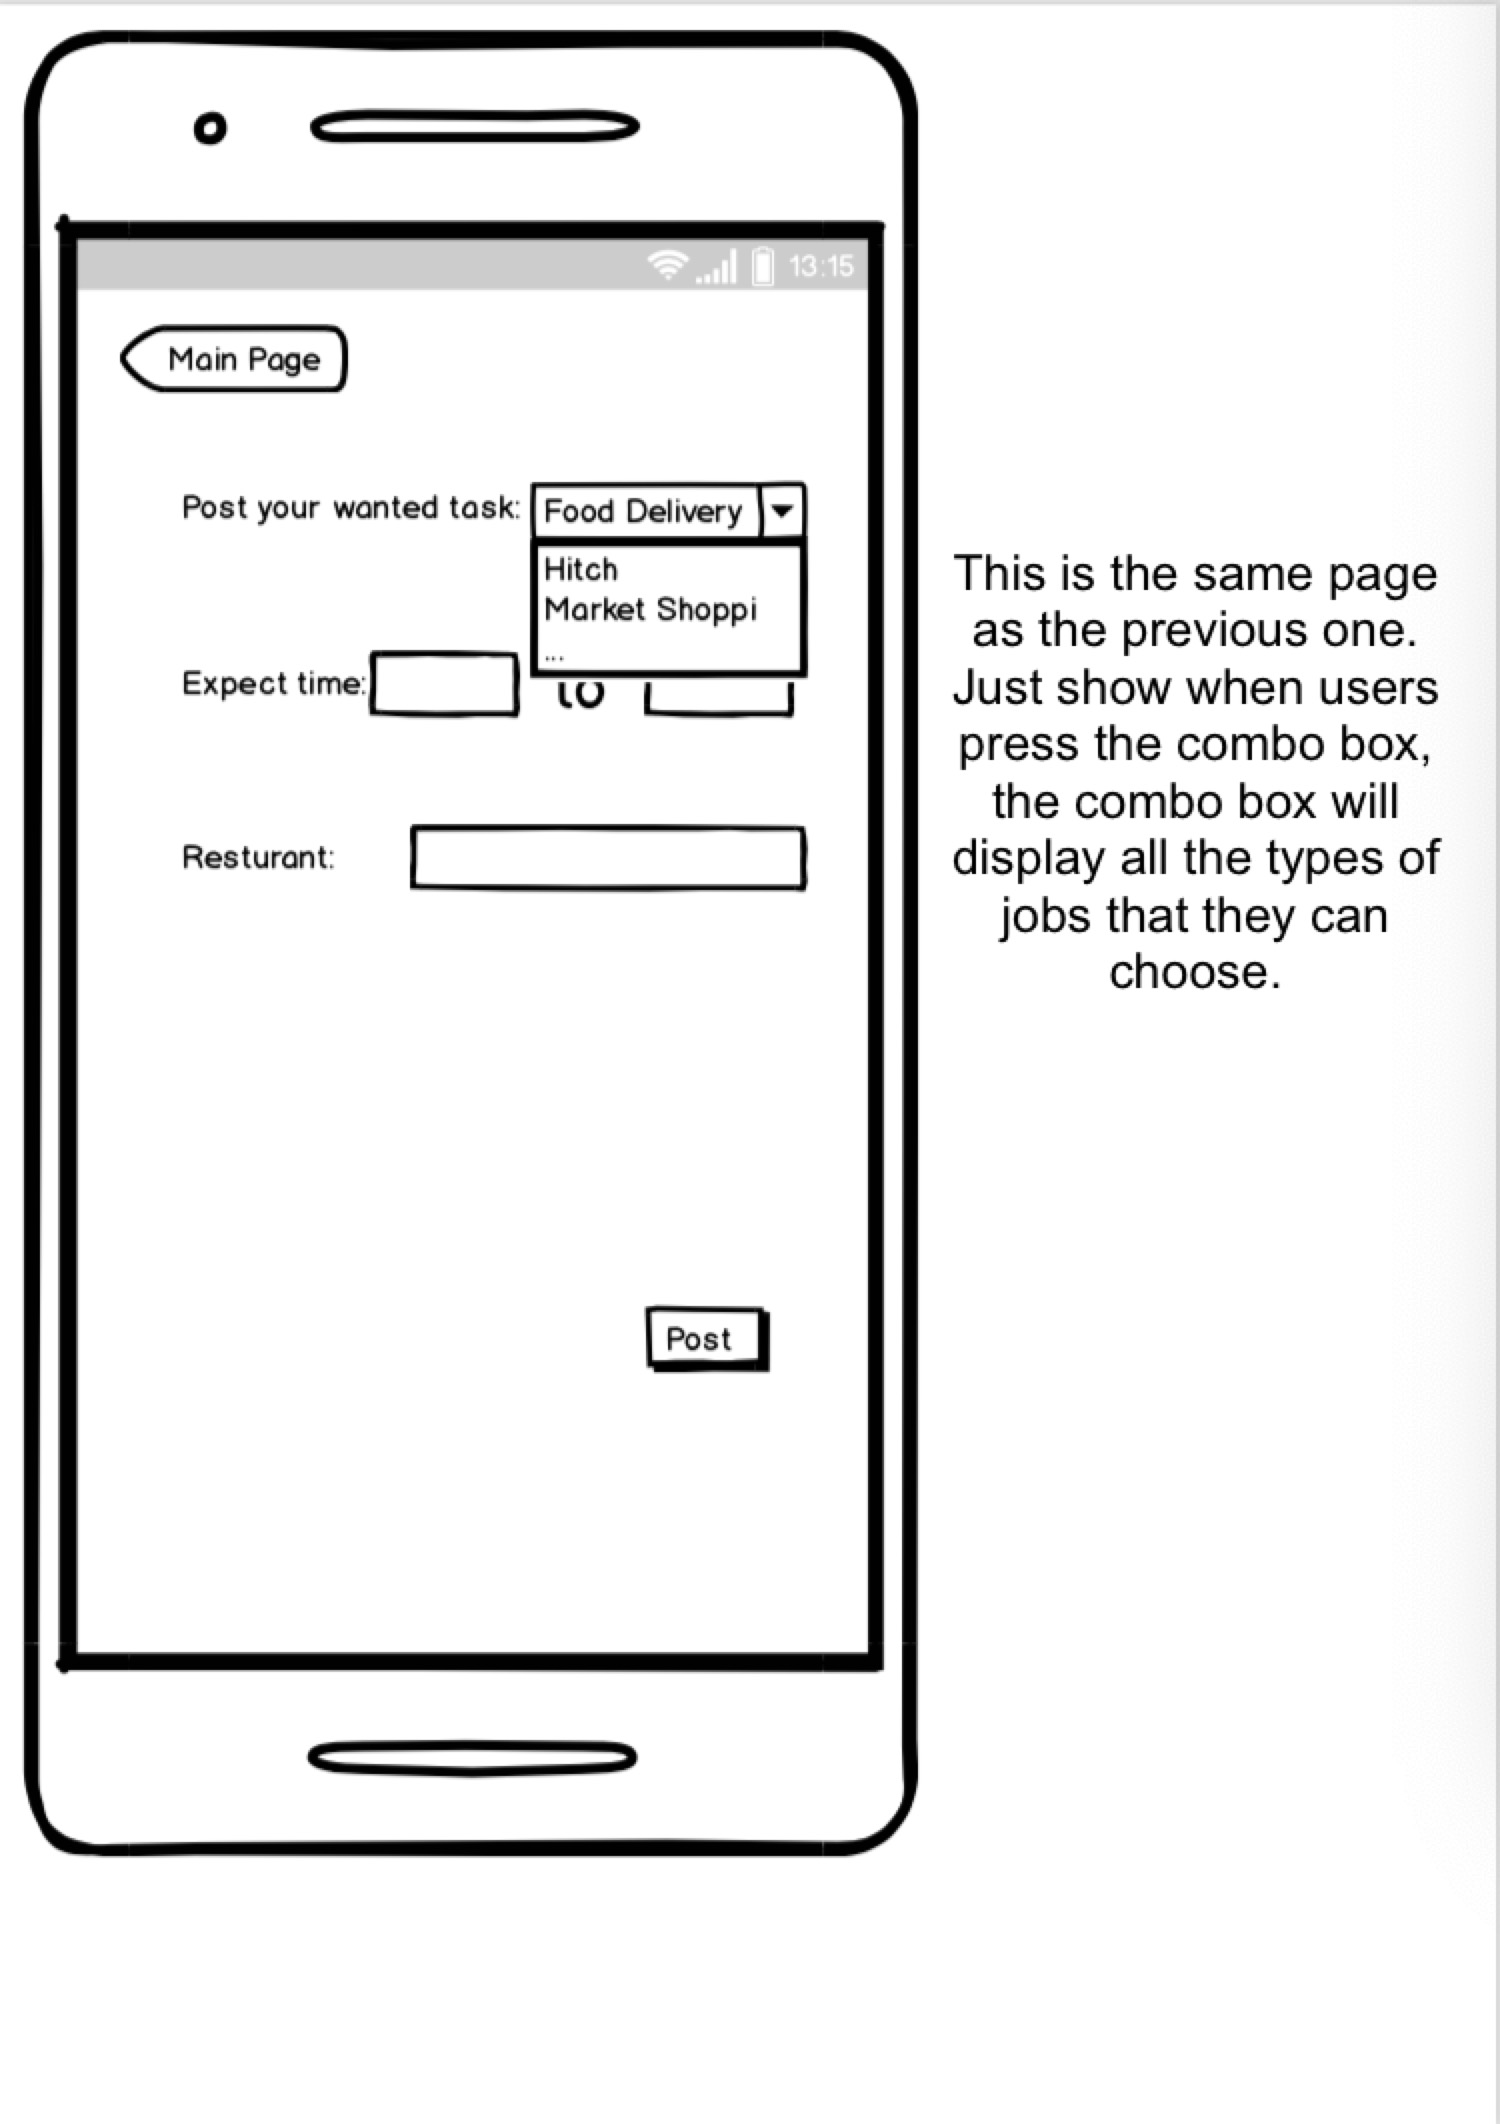 13:15
Main Page
Post your wanted task: Food Delivery
Hitch
Market Shoppi
...
Expect time: to
Resturant:
Post
This is the same page
as the previous one.
Just show when users
press the combo box,
the combo box will
display all the types of
jobs that they can
choose.